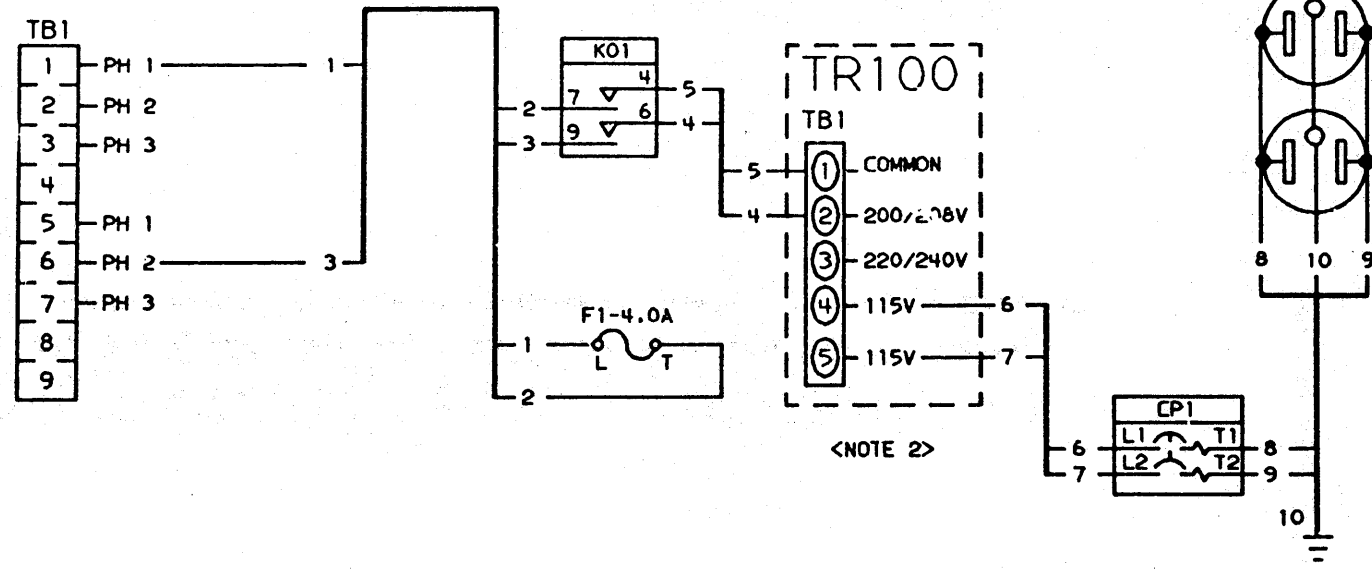 TB1
1 PH 1 1
2 PH 2
3 PH 3
4
5 PH 1
6 PH 2 3
7 PH 3
8
9
K01
4 5
2 7
6 4
3 9
F1-4.0A
1 L T
2
TR100
TB1
5 1 COMMON
4 2
3 220/240V
4 115V 6
5 115V 7
<NOTE 2>
CP1
6 L1 T1 8
7 L2 T2 9
10
8 10 9